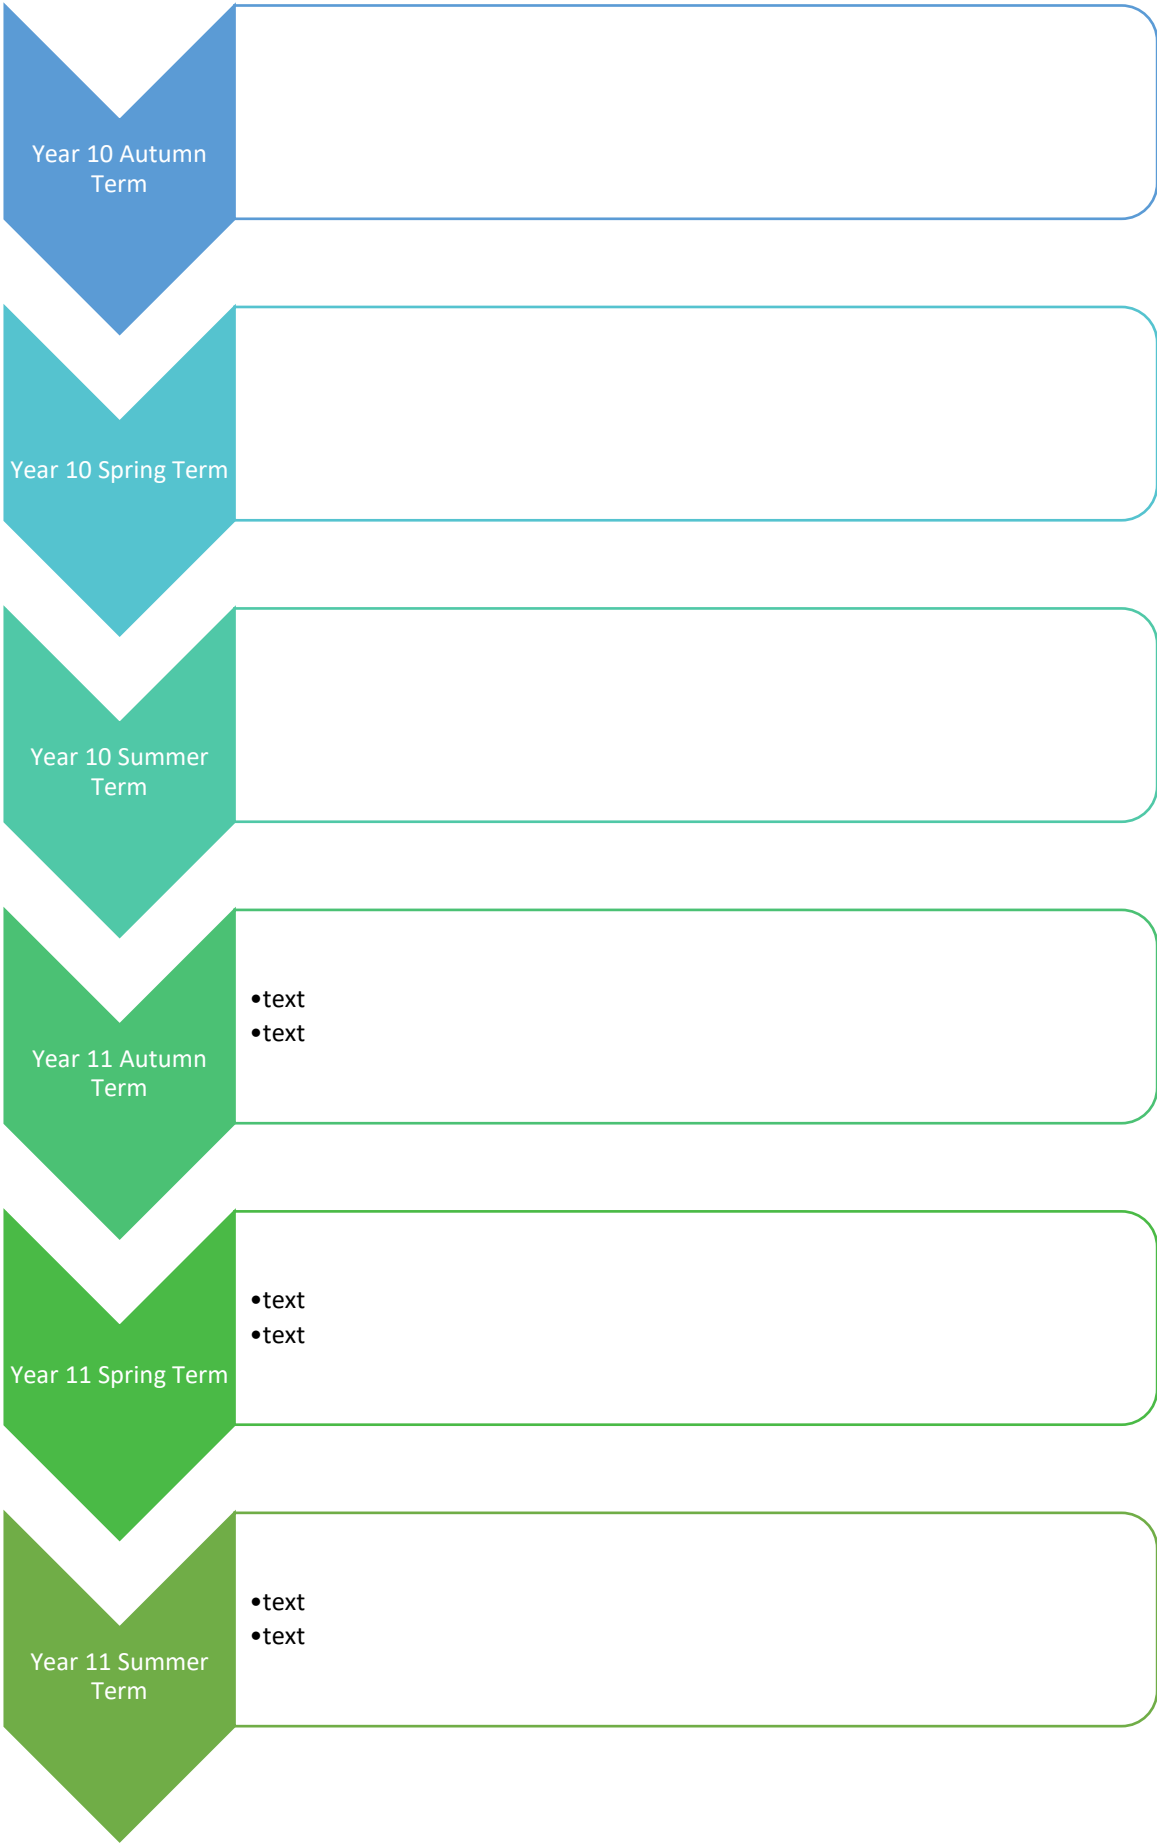 Year 10 Autumn
Term
Year 10 Spring Term
Year 10 Summer
Term
Year 11 Autumn
Term
•text
•text
Year 11 Spring Term
•text
•text
Year 11 Summer
Term
•text
•text